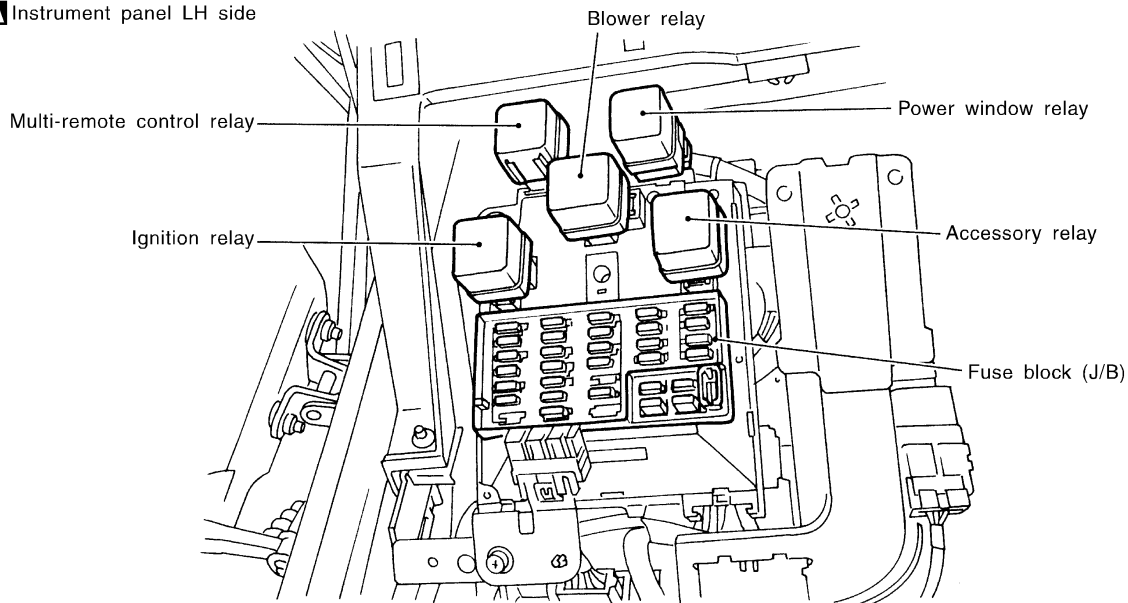 A Instrument panel LH side
Blower relay
Multi-remote control relay
Power window relay
Ignition relay
Accessory relay
Fuse block (J/B)